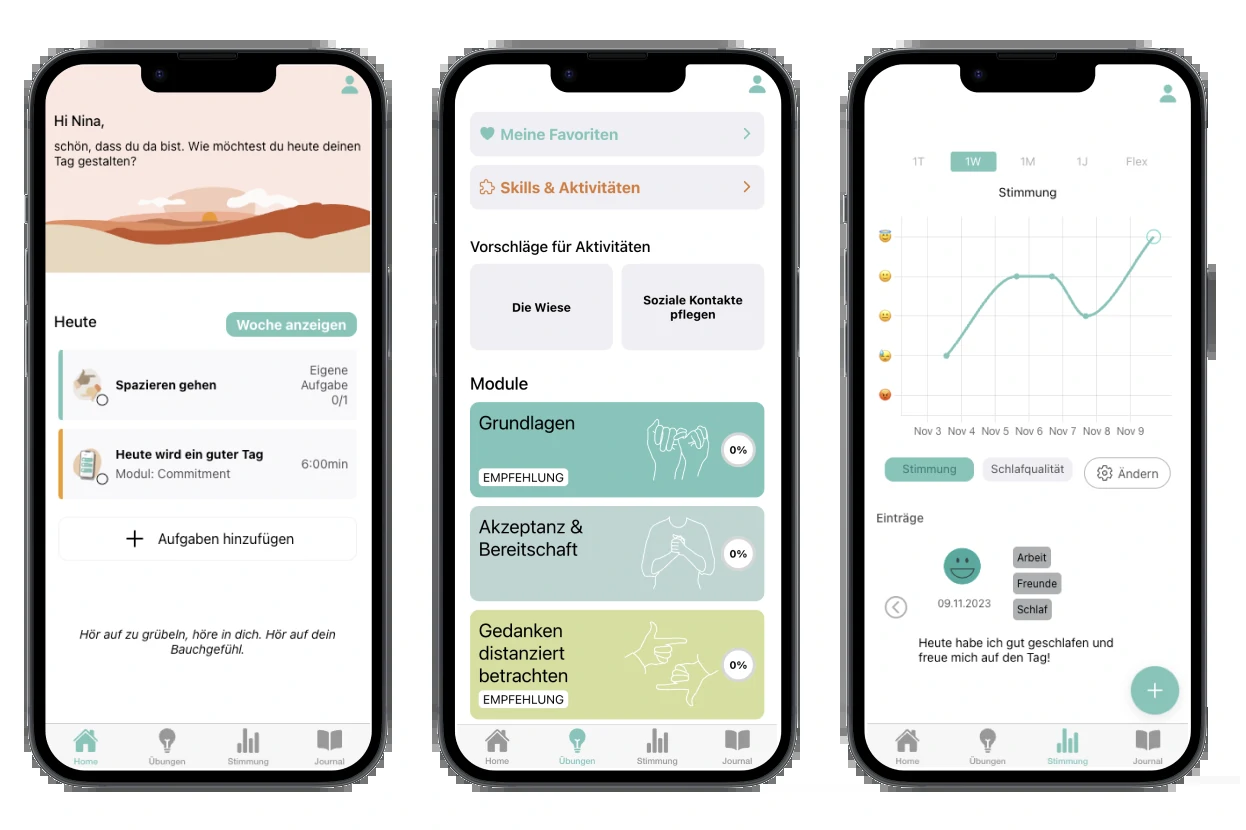 Hi Nina,
schön, dass du da bist. Wie möchtest du heute deinen
Tag gestalten?
Heute
Woche anzeigen
Spazieren gehen
Eigene
Aufgabe
0/1
Heute wird ein guter Tag
Modul: Commitment
6:00min
Aufgaben hinzufügen
Hör auf zu grübeln, höre in dich. Hör auf dein
Bauchgefühl.
Home
Übungen
Stimmung
Journal
Meine Favoriten
Skills & Aktivitäten
Vorschläge für Aktivitäten
Die Wiese
Soziale Kontakte
pflegen
Module
Grundlagen
EMPFEHLUNG
0%
Akzeptanz &
Bereitschaft
0%
Gedanken
distanziert
betrachten
EMPFEHLUNG
0%
Home
Übungen
Stimmung
Journal
1T
1W
1M
1J
Flex
Stimmung
Nov 3 Nov 4 Nov 5 Nov 6 Nov 7 Nov 8 Nov 9
Stimmung
Schlafqualität
Ändern
Einträge
Arbeit
Freunde
Schlaf
09.11.2023
Heute habe ich gut geschlafen und
freue mich auf den Tag!
Home
Übungen
Stimmung
Journal